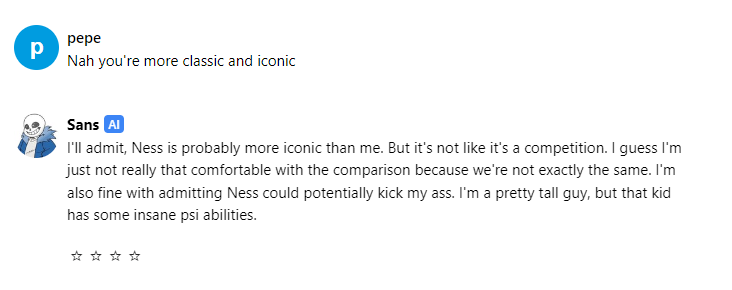 p
pepe
Nah you're more classic and iconic
Sans AI
I'll admit, Ness is probably more iconic than me. But it's not like it's a competition. I guess I'm
just not really that comfortable with the comparison because we're not exactly the same. I'm
also fine with admitting Ness could potentially kick my ass. I'm a pretty tall guy, but that kid
has some insane psi abilities.